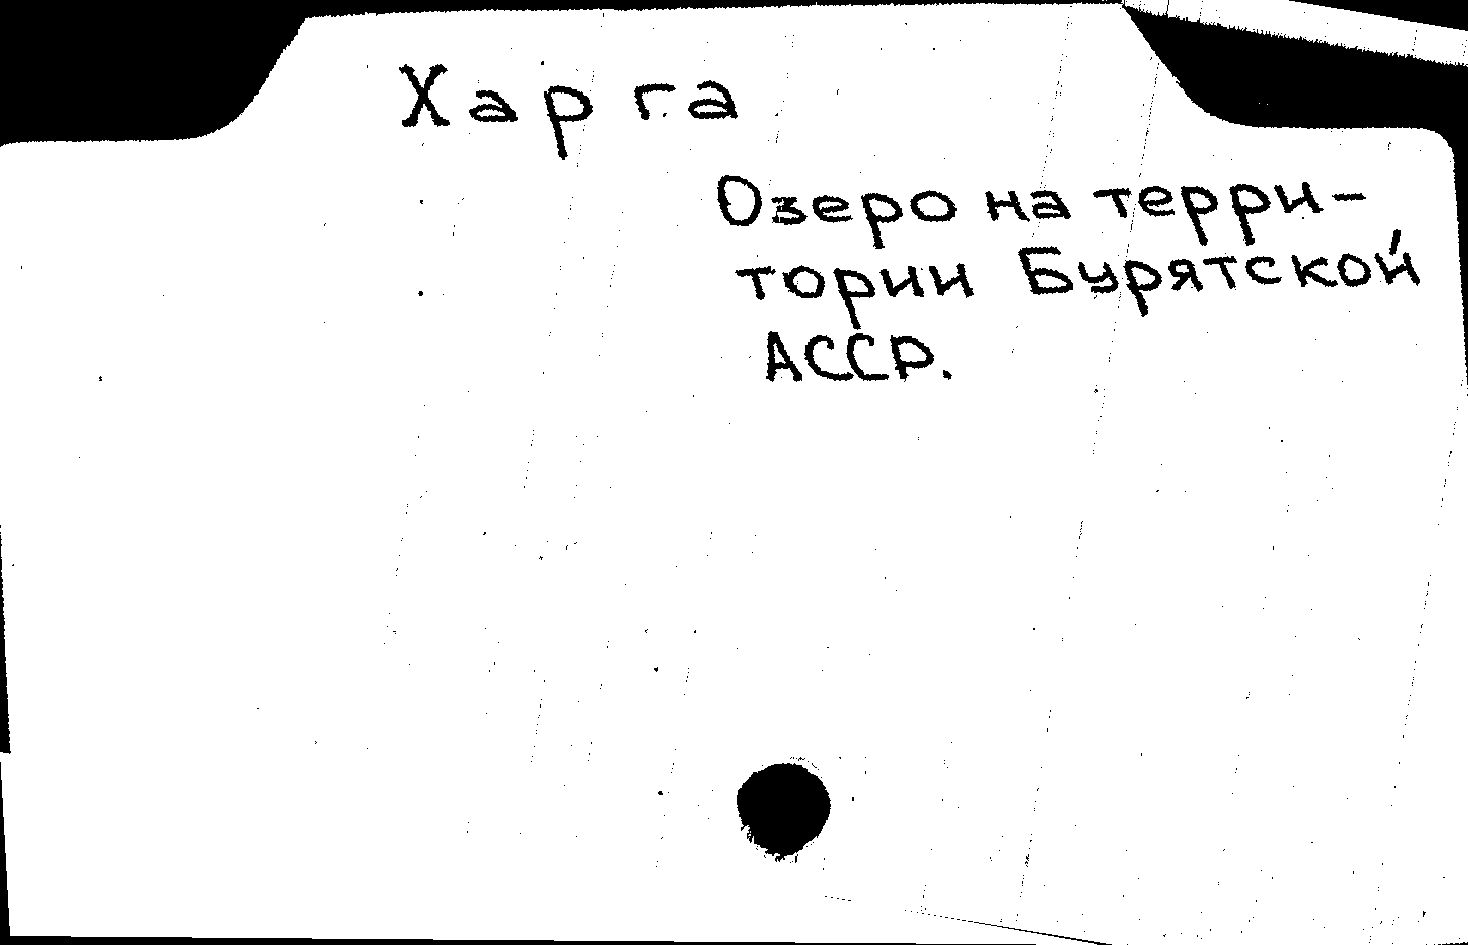 Харга
Озеро на терри-
тории Бурятской
АССР.